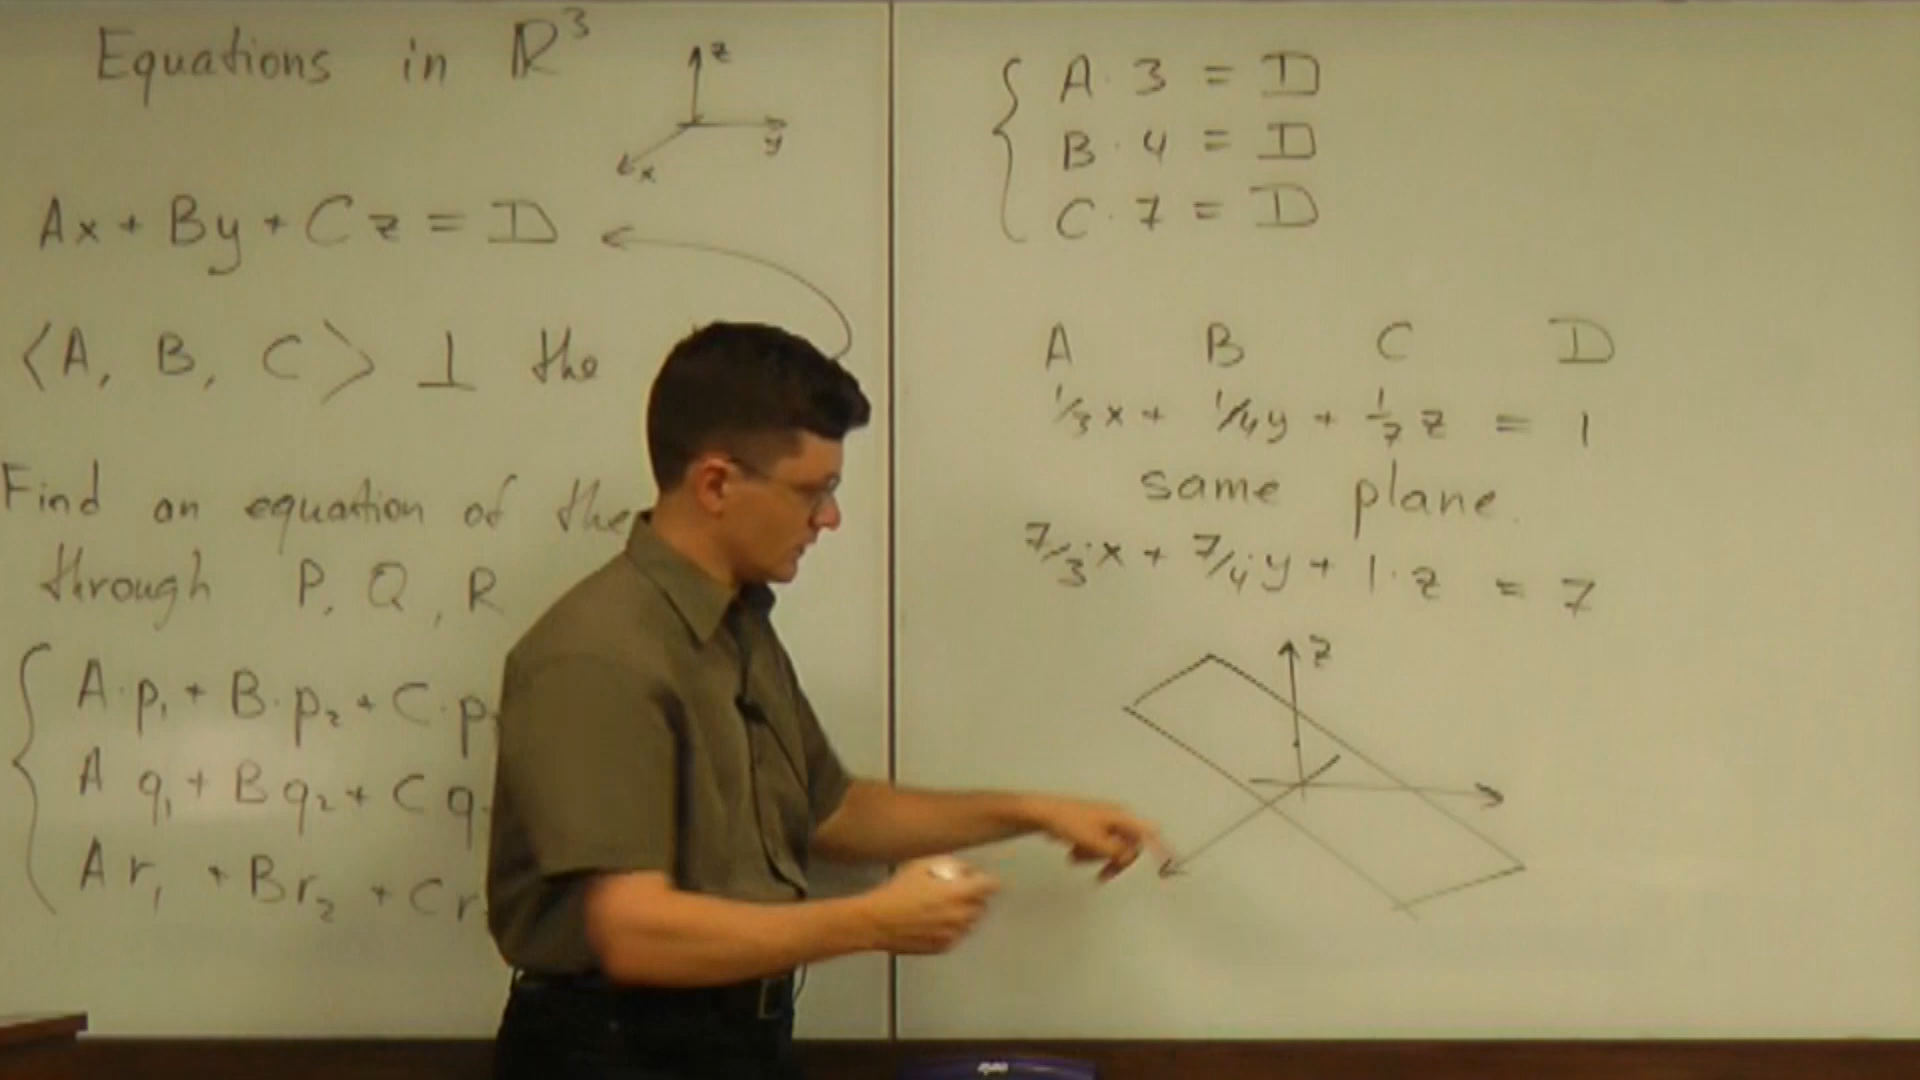 Equations in ℝ³
z
y
x
Ax + By + Cz = D
⟨A, B, C⟩ ⊥ the
Find an equation of the
through P, Q, R
A·p₁ + B·p₂ + C·p
A q₁ + B q₂ + C q
A r₁ + B r₂ + C r
A·3 = D
B·4 = D
C·7 = D
A B C D
1/3 x + 1/4 y + 1/7 z = 1
same plane.
7/3·x + 7/4·y + 1·z = 7
z